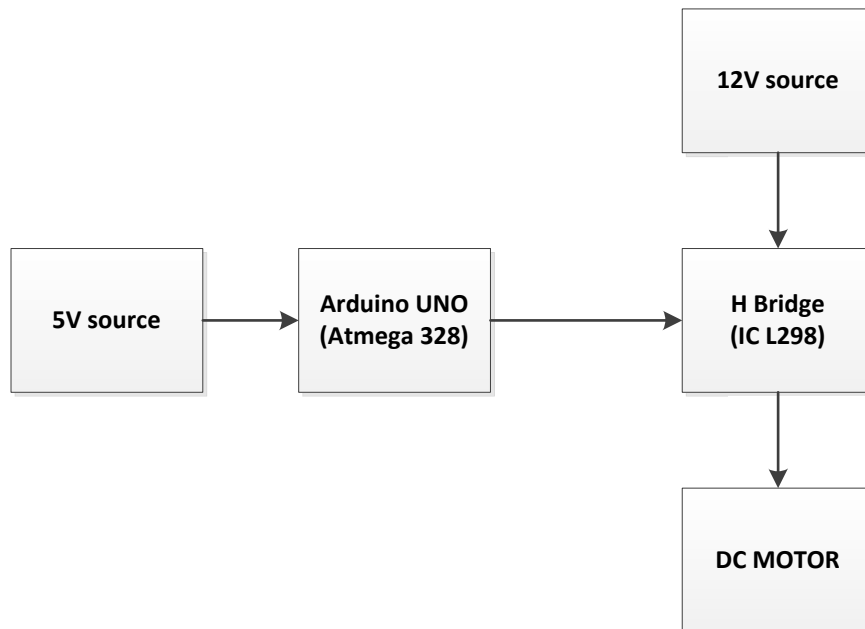 12V source
5V source
Arduino UNO
(Atmega 328)
H Bridge
(IC L298)
DC MOTOR